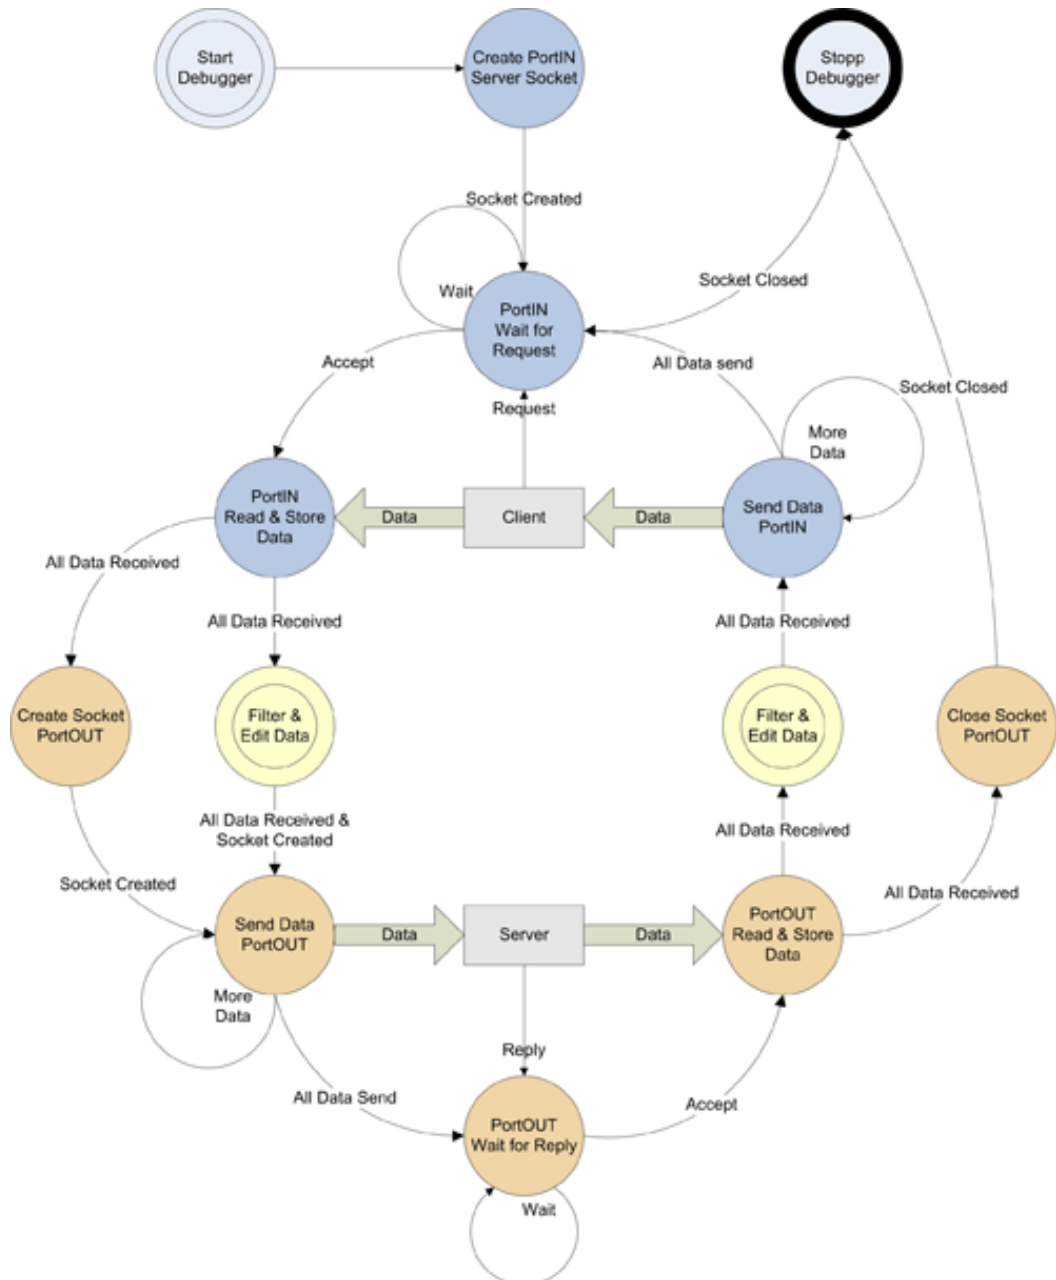 Start
Debugger
Create PortIN
Server Socket
Stopp
Debugger
Socket Created
Wait
PortIN
Wait for
Request
Socket Closed
Accept
All Data send
Socket Closed
Request
More
Data
PortIN
Read & Store
Data
Data
Client
Data
Send Data
PortIN
All Data Received
All Data Received
All Data Received
Create Socket
PortOUT
Filter &
Edit Data
Filter &
Edit Data
Close Socket
PortOUT
All Data Received &
Socket Created
All Data Received
Socket Created
All Data Received
Send Data
PortOUT
Data
Server
Data
PortOUT
Read & Store
Data
More
Data
Reply
All Data Send
Accept
PortOUT
Wait for Reply
Wait